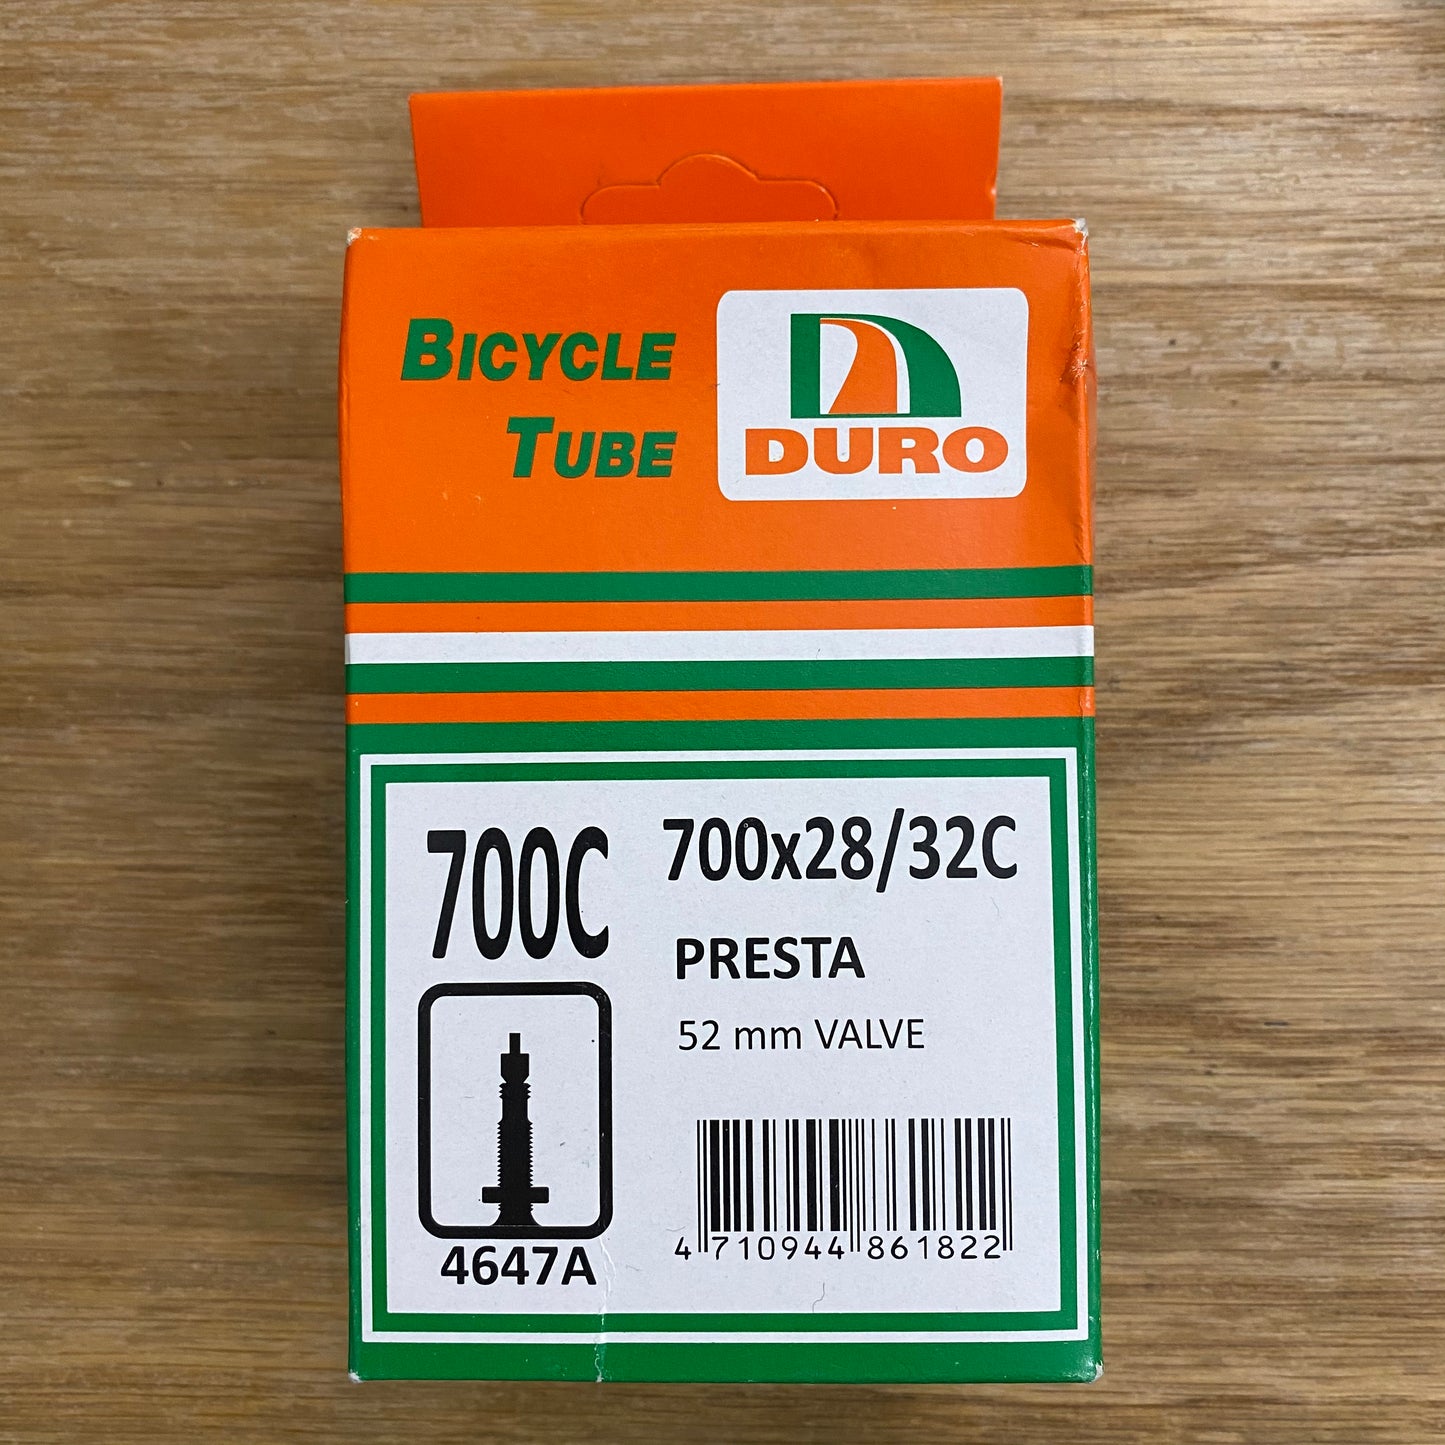 BICYCLE
TUBE
DURO
700C
700x28/32C
PRESTA
52 mm VALVE
4647A
4 710944 861822